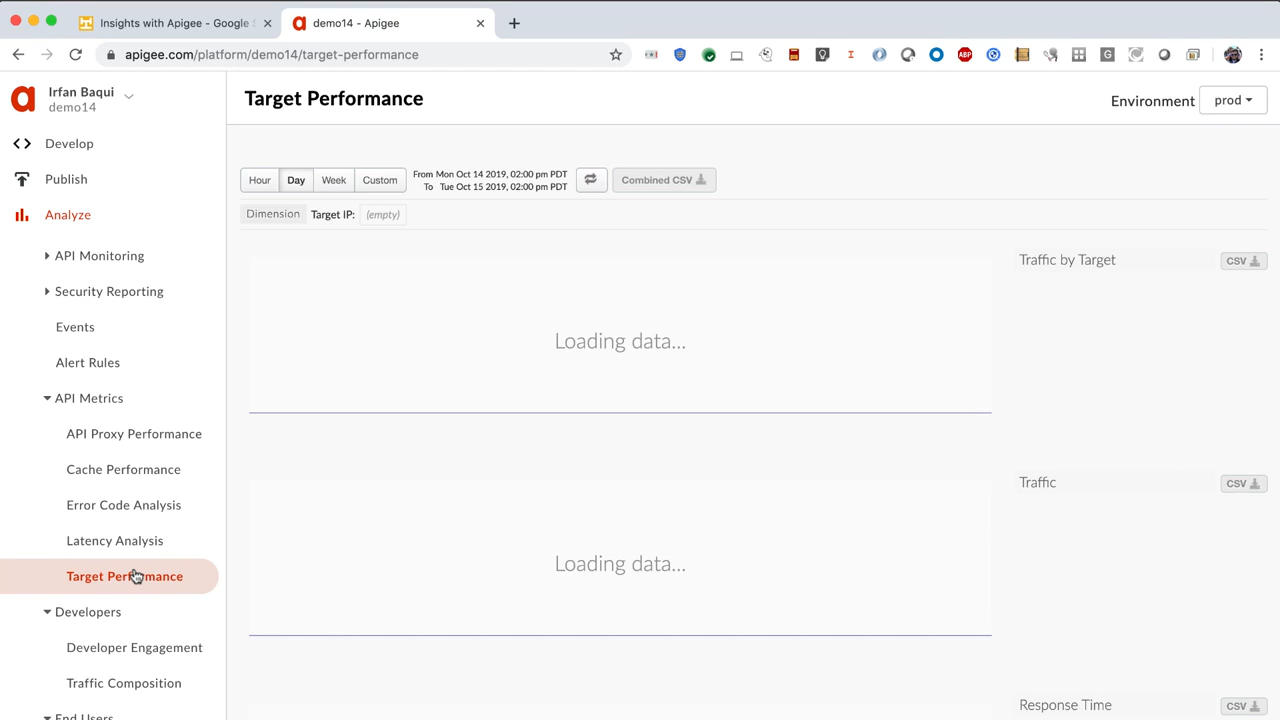 Insights with Apigee - Google S
demo14 - Apigee
apigee.com/platform/demo14/target-performance
Irfan Baqui
demo14
Target Performance
Environment
prod
Develop
Publish
Analyze
API Monitoring
Security Reporting
Events
Alert Rules
API Metrics
API Proxy Performance
Cache Performance
Error Code Analysis
Latency Analysis
Target Performance
Developers
Developer Engagement
Traffic Composition
End Users
Hour
Day
Week
Custom
From Mon Oct 14 2019, 02:00 pm PDT
To Tue Oct 15 2019, 02:00 pm PDT
Combined CSV
Dimension
Target IP:
(empty)
Loading data...
Traffic by Target
CSV
Loading data...
Traffic
CSV
Response Time
CSV